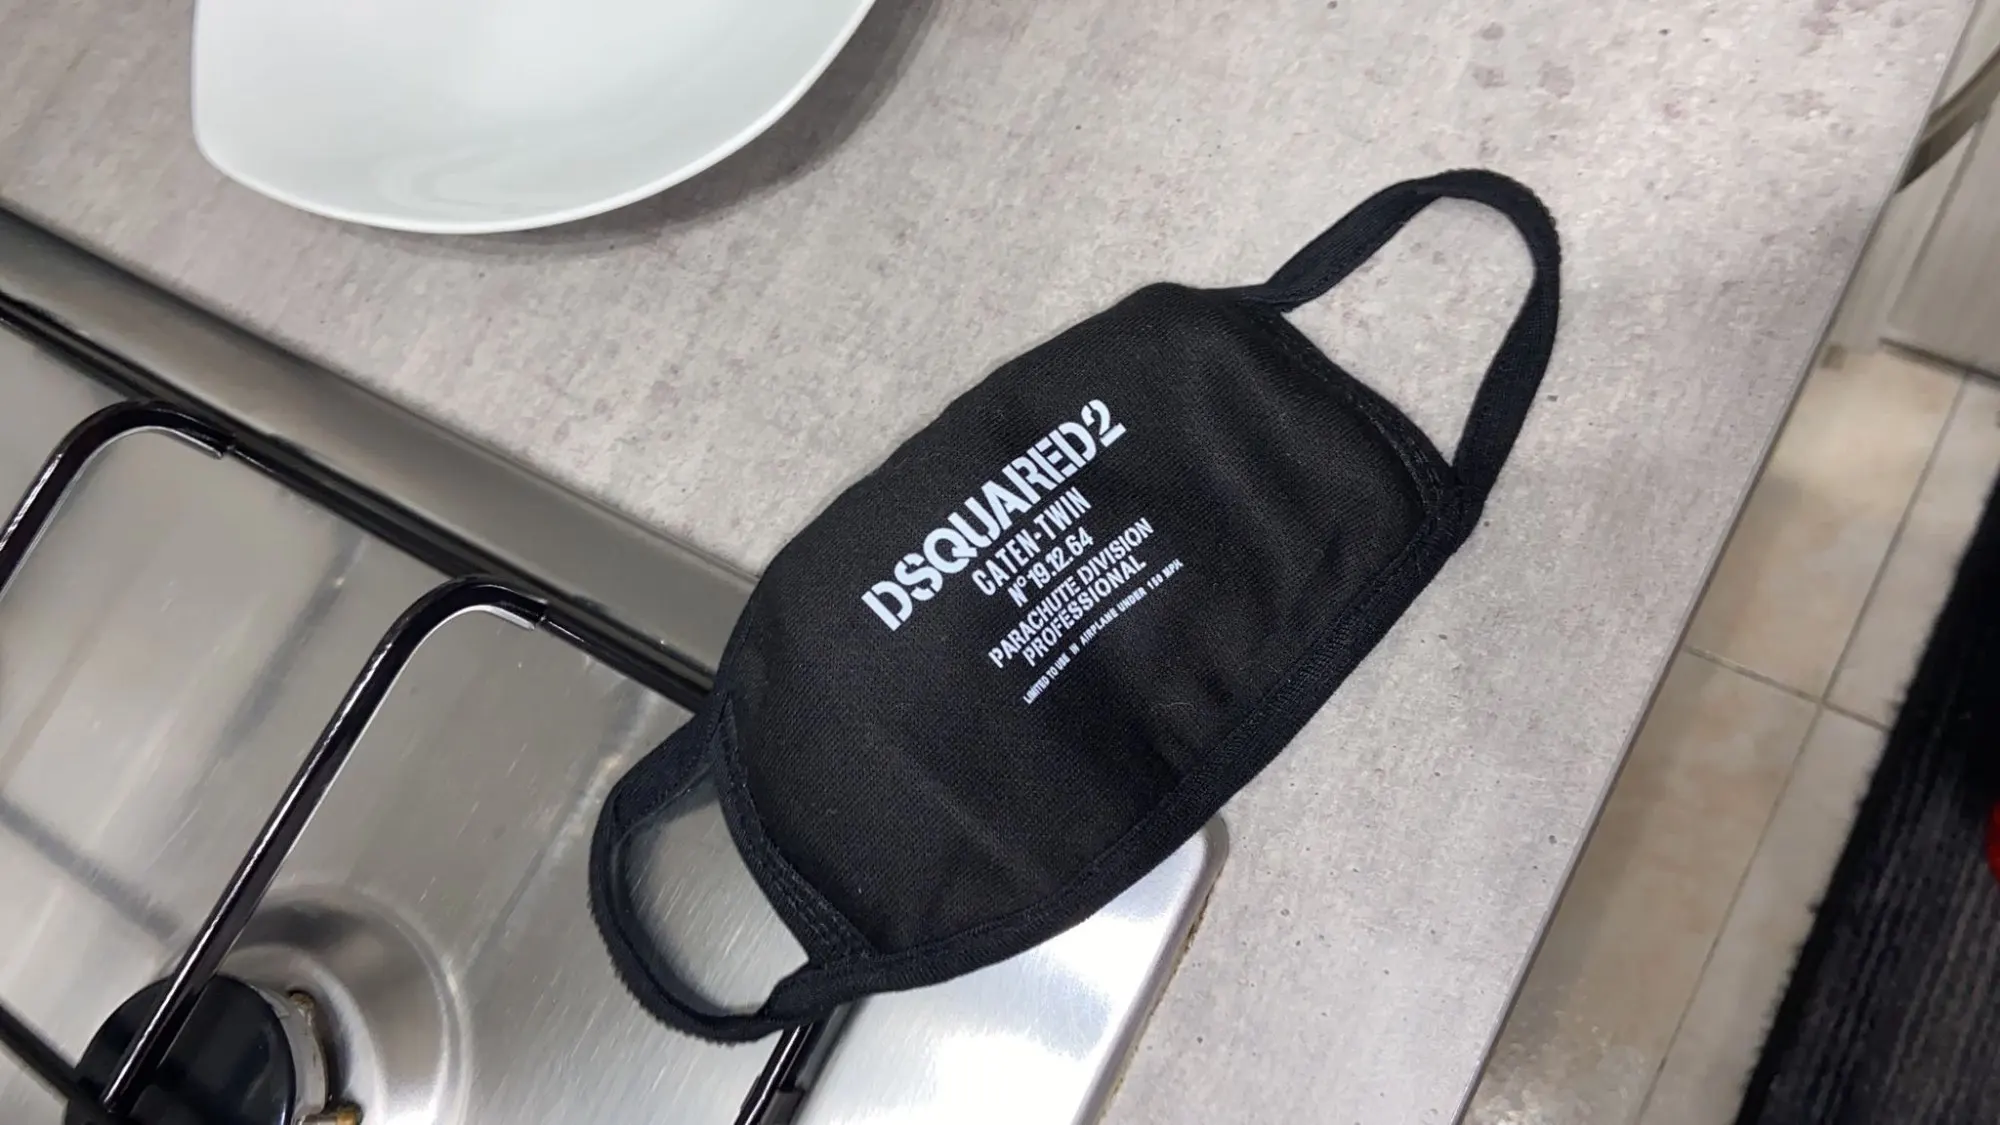 DSQUARED2
CATEN-TWIN
Nº19.12.64
PARACHUTE DIVISION
PROFESSIONAL
LIMITED TO USE IN AIRPLANE UNDER 150 MPH